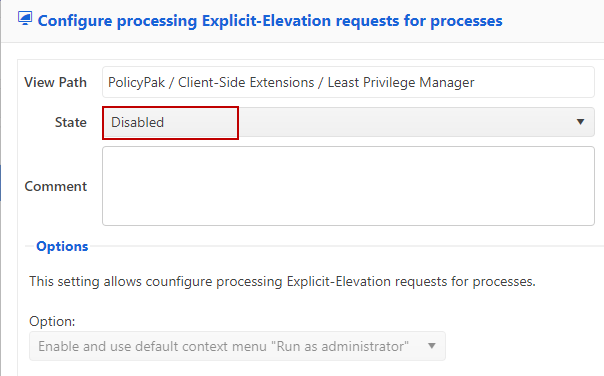 Configure processing Explicit-Elevation requests for processes
View Path PolicyPak / Client-Side Extensions / Least Privilege Manager
State Disabled
Comment
Options
This setting allows counfigure processing Explicit-Elevation requests for processes.
Option:
Enable and use default context menu "Run as administrator"